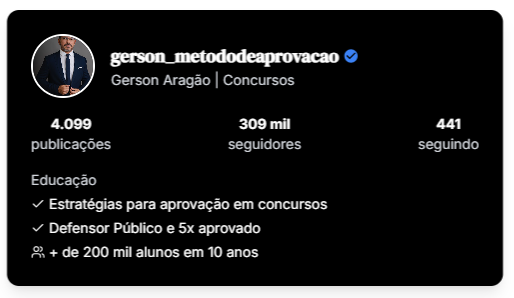 gerson_metododeaprovacao
Gerson Aragão | Concursos
4.099 309 mil 441
publicações seguidores seguindo
Educação
✓ Estratégias para aprovação em concursos
✓ Defensor Público e 5x aprovado
+ de 200 mil alunos em 10 anos